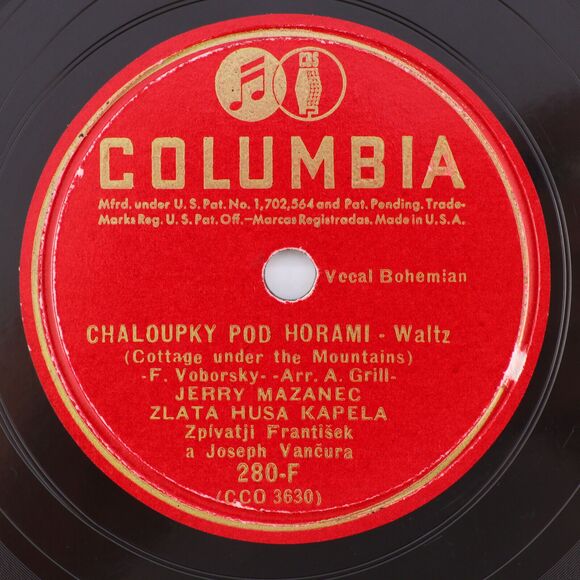 CBS
COLUMBIA
Mfrd. under U.S. Pat. No. 1,702,564 and Pat. Pending. Trade-
Marks Reg. U.S. Pat. Off.–Marcas Registradas. Made in U.S.A.
Vocal Bohemian
CHALOUPKY POD HORAMI - Waltz
(Cottage under the Mountains)
-F. Voborsky- -Arr. A. Grill-
JERRY MAZANEC
ZLATA HUSA KAPELA
Zpívatji František
a Joseph Vančura
280-F
(CCO 3630)